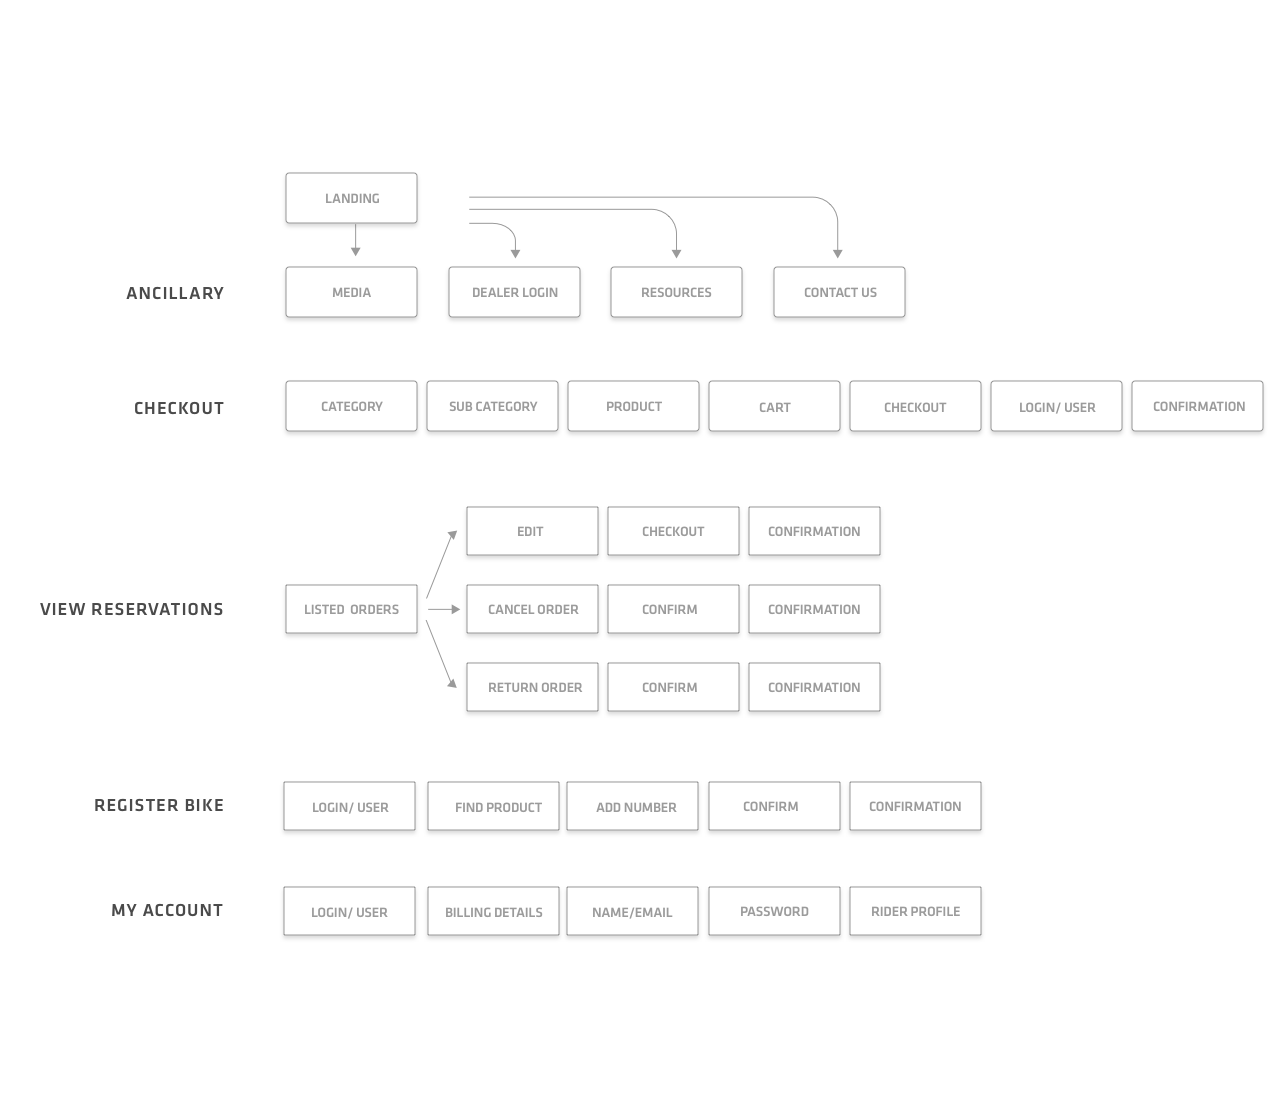 LANDING
ANCILLARY
MEDIA
DEALER LOGIN
RESOURCES
CONTACT US
CHECKOUT
CATEGORY
SUB CATEGORY
PRODUCT
CART
CHECKOUT
LOGIN/ USER
CONFIRMATION
VIEW RESERVATIONS
LISTED ORDERS
EDIT
CHECKOUT
CONFIRMATION
CANCEL ORDER
CONFIRM
CONFIRMATION
RETURN ORDER
CONFIRM
CONFIRMATION
REGISTER BIKE
LOGIN/ USER
FIND PRODUCT
ADD NUMBER
CONFIRM
CONFIRMATION
MY ACCOUNT
LOGIN/ USER
BILLING DETAILS
NAME/EMAIL
PASSWORD
RIDER PROFILE